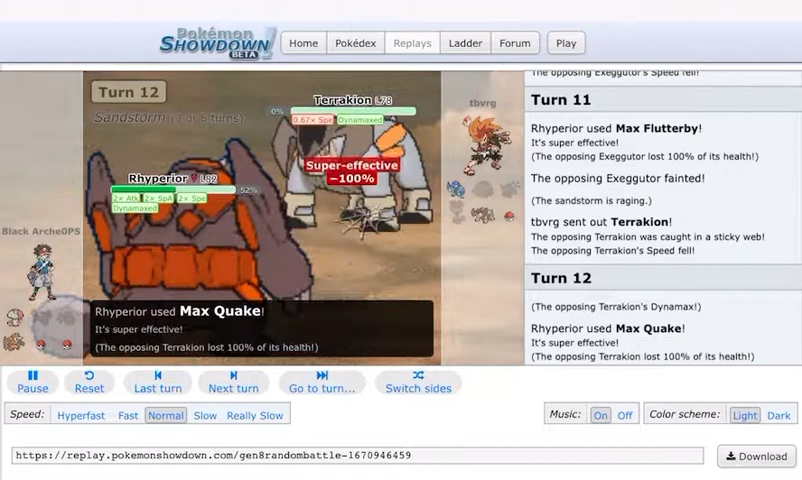 Pokémon
SHOWDOWN!
BETA
Home
Pokédex
Replays
Ladder
Forum
Play
Turn 12
Sandstorm (3 or 6 turns)
Terrakion L78
0%
0.67× Spe
Dynamaxed
tbvrg
Super-effective
−100%
Rhyperior L82
52%
2× Atk
2× SpA
2× Spe
Dynamaxed
Black ArcheOPS
Rhyperior used Max Quake!
It's super effective!
(The opposing Terrakion lost 100% of its health!)
The opposing Exeggutor's Speed fell!
Turn 11
Rhyperior used Max Flutterby!
It's super effective!
(The opposing Exeggutor lost 100% of its health!)
The opposing Exeggutor fainted!
(The sandstorm is raging.)
tbvrg sent out Terrakion!
The opposing Terrakion was caught in a sticky web!
The opposing Terrakion's Speed fell!
Turn 12
(The opposing Terrakion's Dynamax!)
Rhyperior used Max Quake!
It's super effective!
(The opposing Terrakion lost 100% of its health!)
Pause
Reset
Last turn
Next turn
Go to turn...
Switch sides
Speed:
Hyperfast
Fast
Normal
Slow
Really Slow
Music:
On
Off
Color scheme:
Light
Dark
https://replay.pokemonshowdown.com/gen8randombattle-1670946459
Download